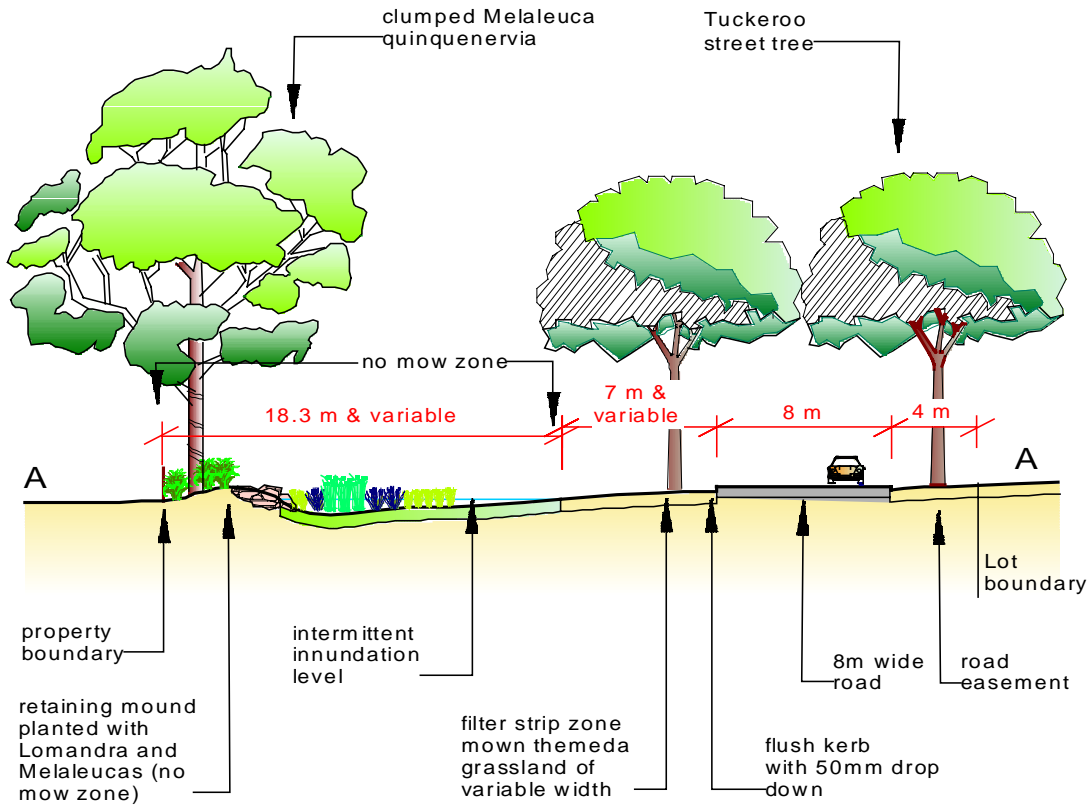 clumped Melaleuca
quinquenervia
Tuckeroo
street tree
no mow zone
18.3 m & variable
7 m &
variable
8 m
4 m
A
A
Lot
boundary
property
boundary
intermittent
innundation
level
8m wide
road
road
easement
retaining mound
planted with
Lomandra and
Melaleucas (no
mow zone)
filter strip zone
mown themeda
grassland of
variable width
flush kerb
with 50mm drop
down